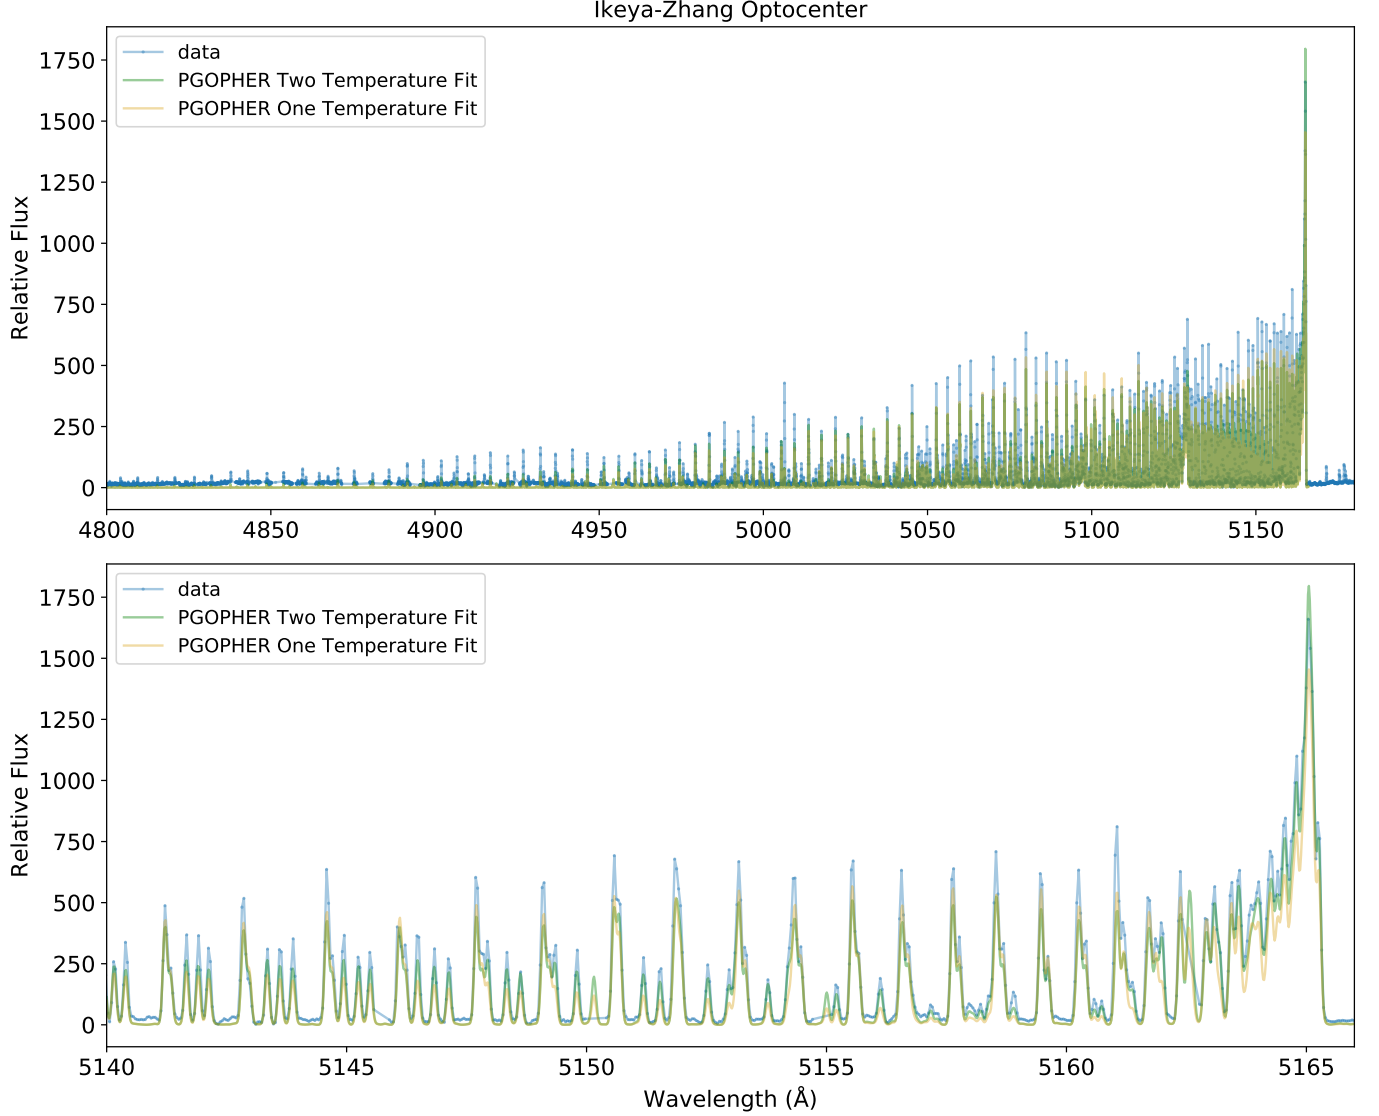 Ikeya-Zhang Optocenter
data
PGOPHER Two Temperature Fit
PGOPHER One Temperature Fit
Relative Flux
1750
1500
1250
1000
750
500
250
0
4800 4850 4900 4950 5000 5050 5100 5150
data
PGOPHER Two Temperature Fit
PGOPHER One Temperature Fit
Relative Flux
1750
1500
1250
1000
750
500
250
0
5140 5145 5150 5155 5160 5165
Wavelength (Å)